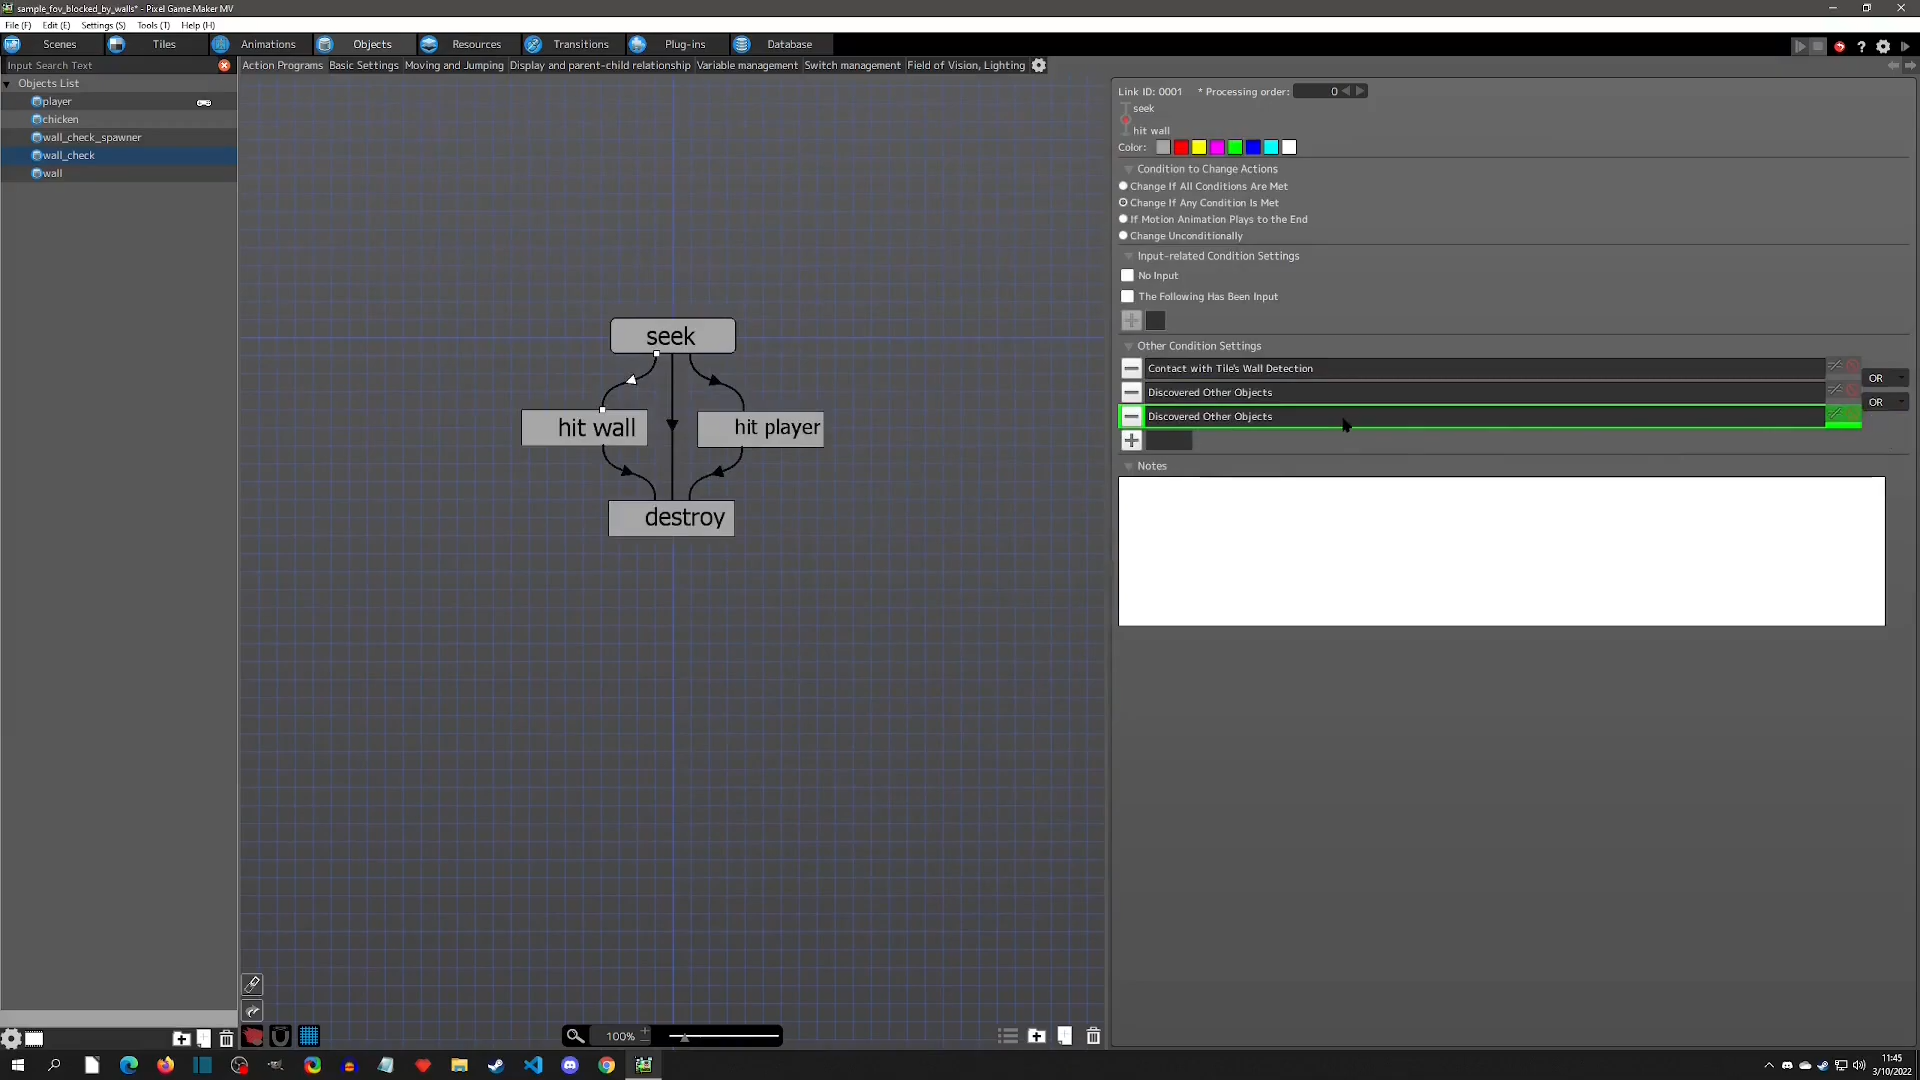 sample_fov_blocked_by_walls* - Pixel Game Maker MV
File (F) Edit (E) Settings (S) Tools (T) Help (H)
Scenes Tiles Animations Objects Resources Transitions Plug-ins Database
Input Search Text
Action Programs Basic Settings Moving and Jumping Display and parent-child relationship Variable management Switch management Field of Vision, Lighting
Objects List
player
chicken
wall_check_spawner
wall_check
wall
seek
hit wall
hit player
destroy
Link ID: 0001 * Processing order: 0
seek
hit wall
Color:
Condition to Change Actions
Change If All Conditions Are Met
Change If Any Condition Is Met
If Motion Animation Plays to the End
Change Unconditionally
Input-related Condition Settings
No Input
The Following Has Been Input
Other Condition Settings
Contact with Tile's Wall Detection
OR
Discovered Other Objects
OR
Discovered Other Objects
Notes
100%
11:45
3/10/2022